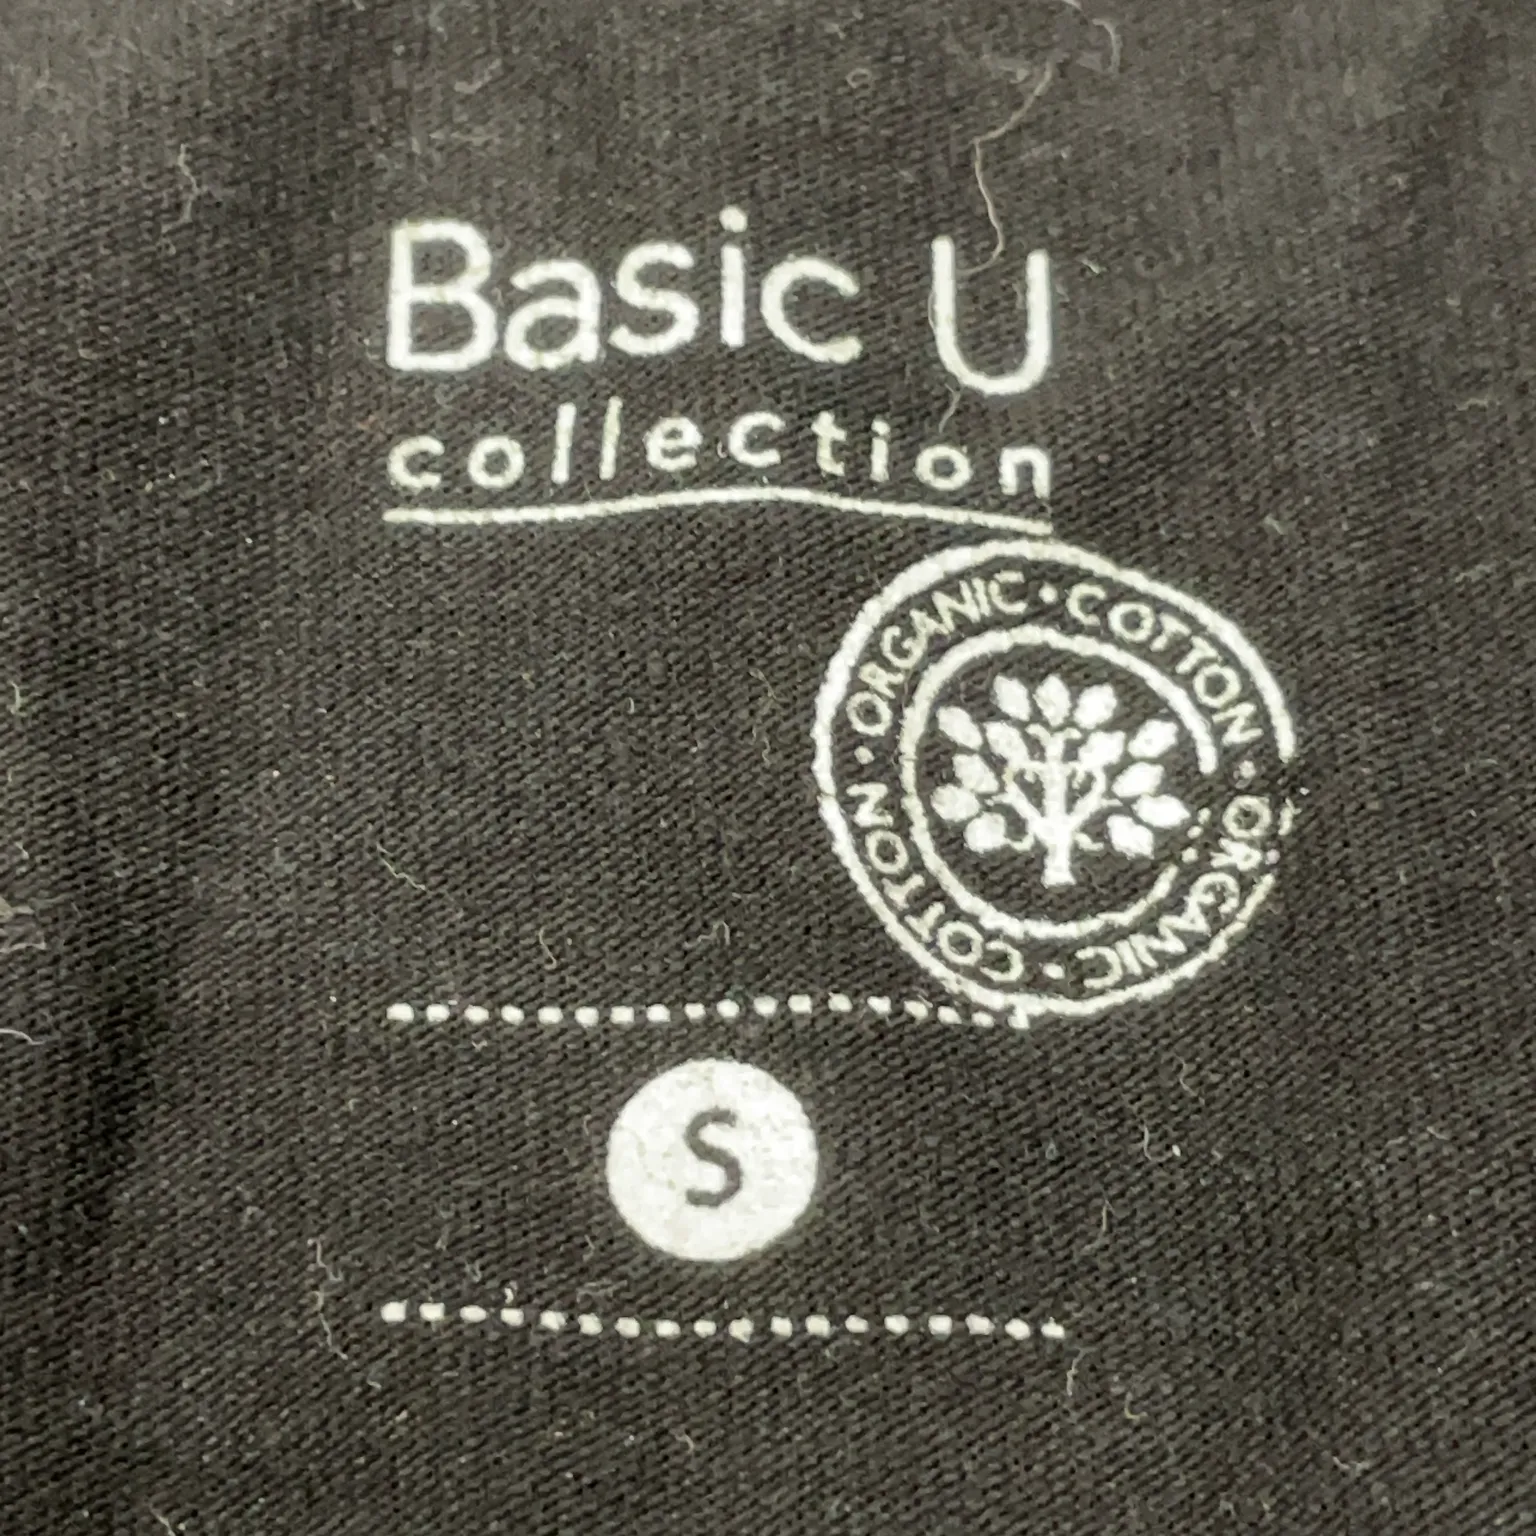 Basic U
collection
ORGANIC · COTTON · ORGANIC · COTTON ·
S